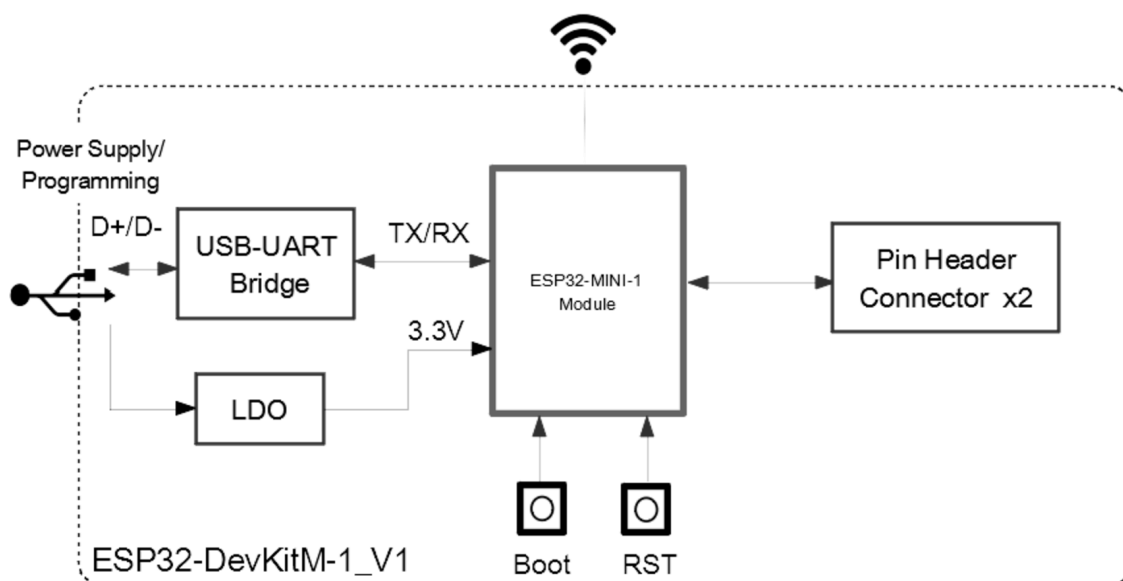 Power Supply/
Programming
D+/D-
USB-UART
Bridge
TX/RX
ESP32-MINI-1
Module
Pin Header
Connector x2
3.3V
LDO
Boot
RST
ESP32-DevKitM-1_V1